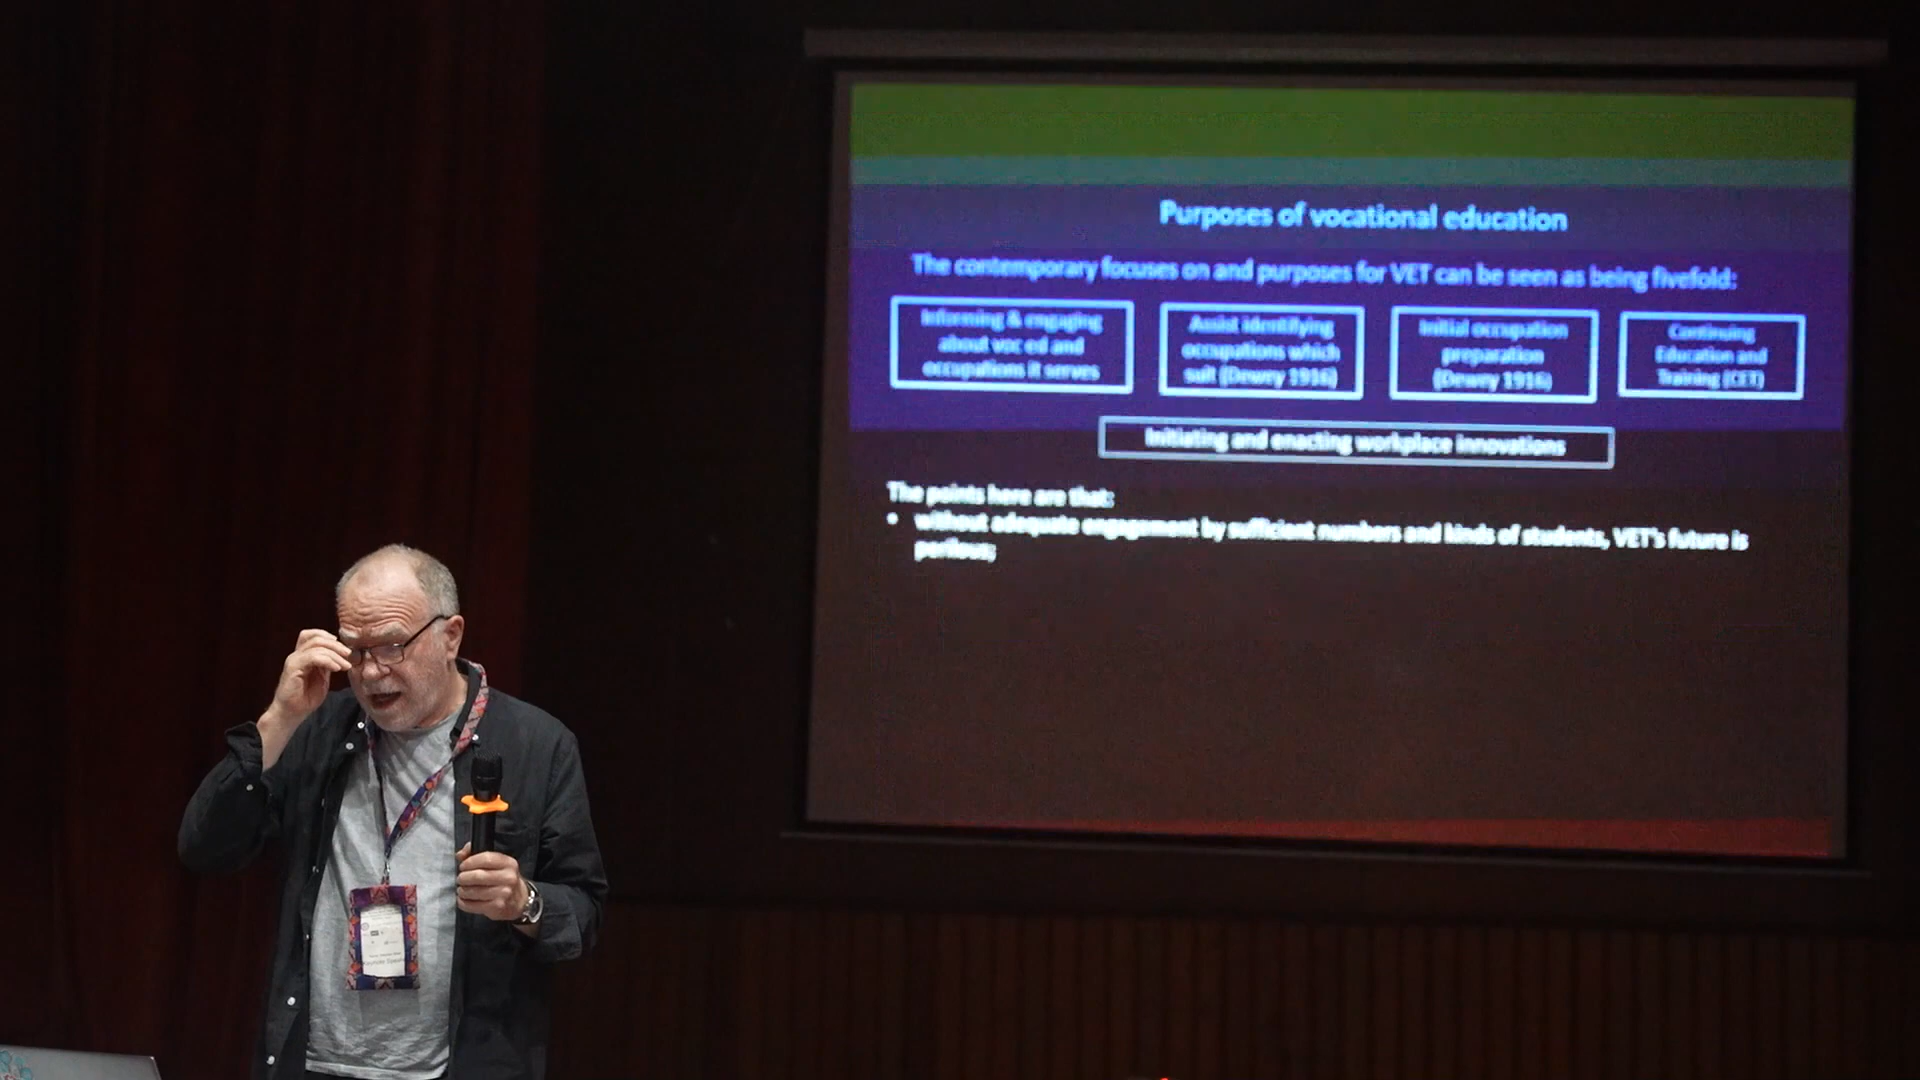 Purposes of vocational education
The contemporary focuses on and purposes for VET can be seen as being fivefold:
Informing & engaging
about voc ed and
occupations it serves
Assist identifying
occupations which
suit (Dewey 1916)
Initial occupation
preparation
(Dewey 1916)
Continuing
Education and
Training (CET)
Initiating and enacting workplace innovations
The points here are that:
• without adequate engagement by sufficient numbers and kinds of students, VET's future is
perilous;